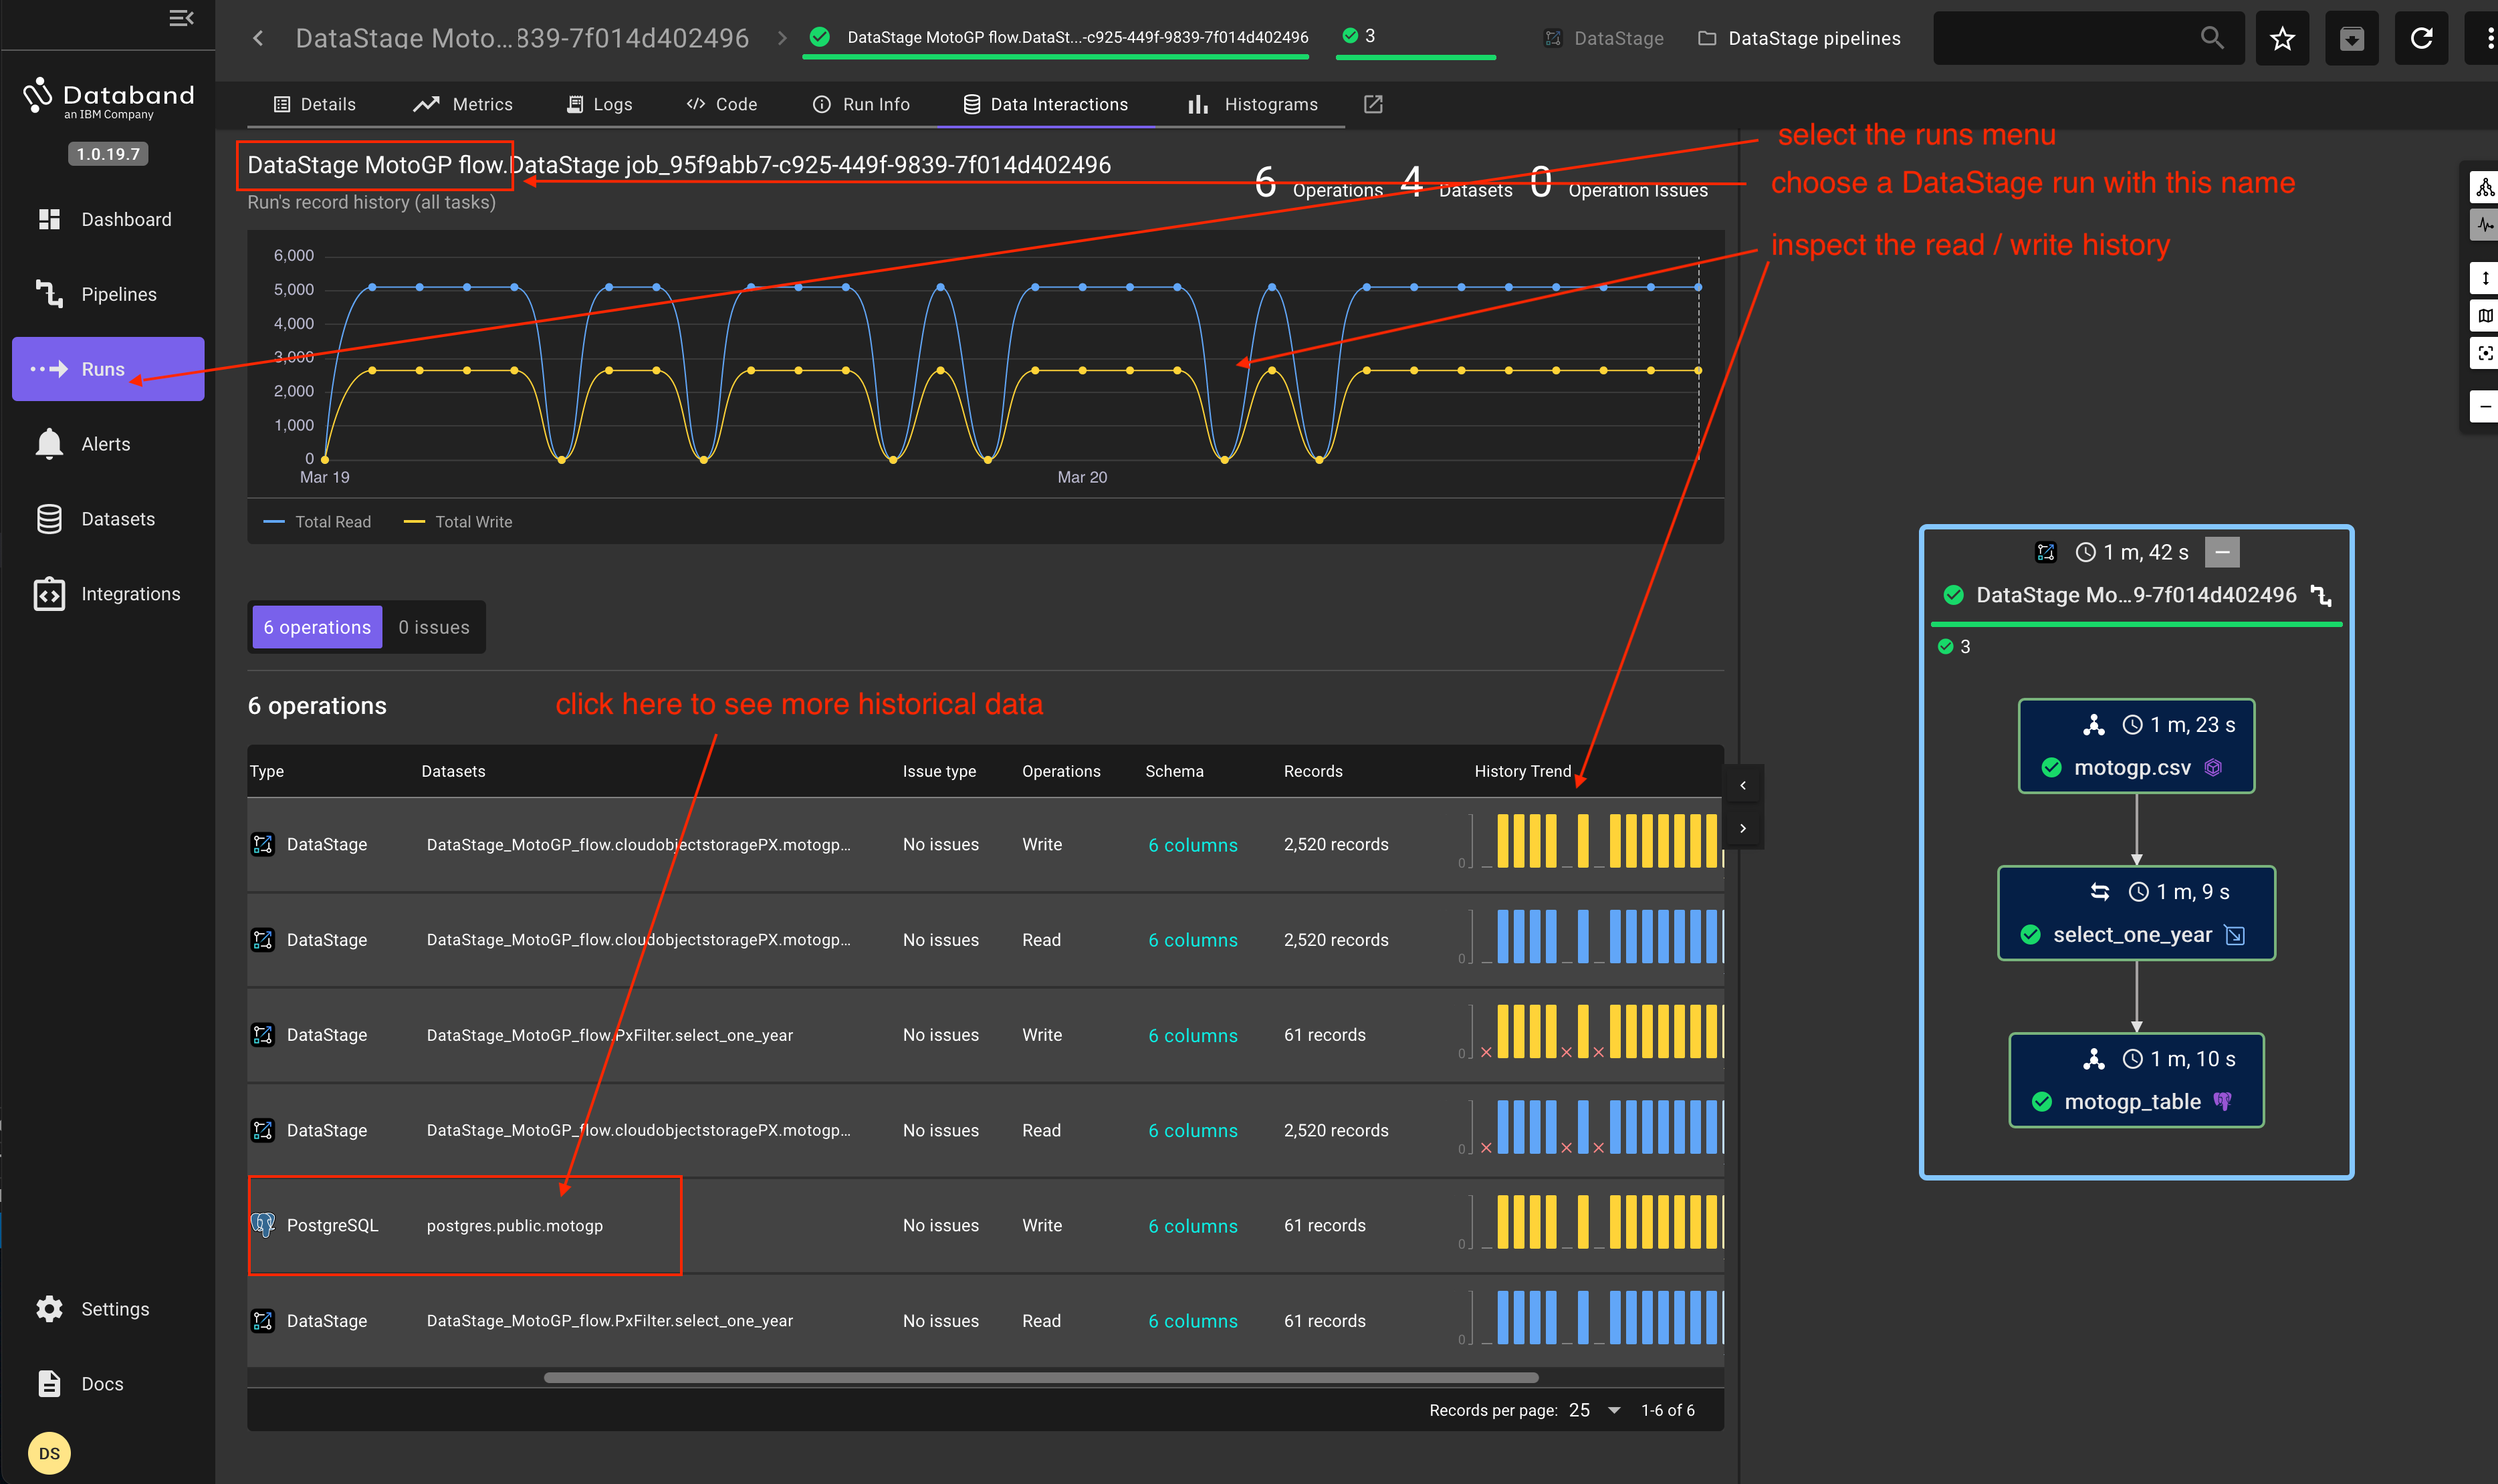 DataStage Moto...839-7f014d402496
DataStage MotoGP flow.DataSt...-c925-449f-9839-7f014d402496
3
DataStage
DataStage pipelines
Databand
an IBM Company
1.0.19.7
Dashboard
Pipelines
Runs
Alerts
Datasets
Integrations
Settings
Docs
DS
Details
Metrics
Logs
Code
Run Info
Data Interactions
Histograms
select the runs menu
choose a DataStage run with this name
inspect the read / write history
DataStage MotoGP flow.DataStage job_95f9abb7-c925-449f-9839-7f014d402496
Run's record history (all tasks)
6 Operations 4 Datasets 0 Operation Issues
6,000
5,000
4,000
3,000
2,000
1,000
0
Mar 19 Mar 20
Total Read Total Write
6 operations 0 issues
6 operations
click here to see more historical data
Type Datasets Issue type Operations Schema Records History Trend
DataStage DataStage_MotoGP_flow.cloudobjectstoragePX.motogp... No issues Write 6 columns 2,520 records 0
DataStage DataStage_MotoGP_flow.cloudobjectstoragePX.motogp... No issues Read 6 columns 2,520 records 0
DataStage DataStage_MotoGP_flow.PxFilter.select_one_year No issues Write 6 columns 61 records 0
DataStage DataStage_MotoGP_flow.cloudobjectstoragePX.motogp... No issues Read 6 columns 2,520 records 0
PostgreSQL postgres.public.motogp No issues Write 6 columns 61 records 0
DataStage DataStage_MotoGP_flow.PxFilter.select_one_year No issues Read 6 columns 61 records 0
Records per page: 25 1-6 of 6
1 m, 42 s
DataStage Mo...9-7f014d402496
3
1 m, 23 s
motogp.csv
1 m, 9 s
select_one_year
1 m, 10 s
motogp_table